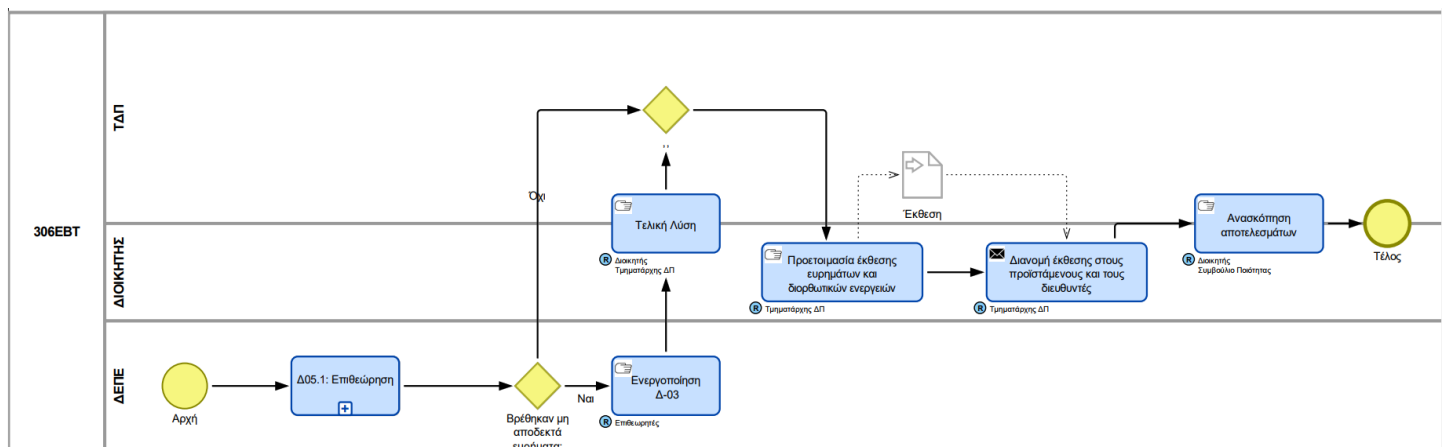 306ΕΒΤ
ΤΔΠ
ΔΙΟΙΚΗΤΗΣ
ΔΕΠΕ
Όχι
Τελική Λύση
R Διοικητής
Τμηματάρχης ΔΠ
Έκθεση
Προετοιμασία έκθεσης
ευρημάτων και
διορθωτικών ενεργειών
R Τμηματάρχης ΔΠ
Διανομή έκθεσης στους
προϊστάμενους και τους
διευθυντές
R Τμηματάρχης ΔΠ
Ανασκόπηση
αποτελεσμάτων
R Διοικητής
Συμβούλιο Ποιότητας
Τέλος
Αρχή
Δ05.1: Επιθεώρηση
Βρέθηκαν μη
αποδεκτά
ευρήματα;
Ναι
Ενεργοποίηση
Δ-03
R Επιθεωρητές